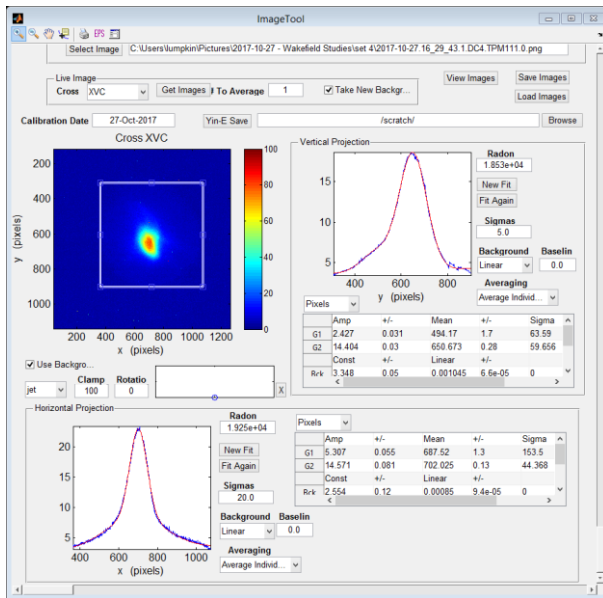 ImageTool
EPS
Select Image C:\Users\lumpkin\Pictures\2017-10-27 - Wakefield Studies\set 4\2017-10-27.16_29_43.1.DC4.TPM111.0.png
Live Image
Cross XVC Get Images To Average 1 Take New Backgr...
View Images Save Images
Load Images
Calibration Date 27-Oct-2017 Yin-E Save /scratch/ Browse
Cross XVC
200
400
600
800
1000
y (pixels)
200 400 600 800 1000 1200
x (pixels)
100
80
60
40
20
0
Use Backgro...
jet Clamp 100 Rotatio 0 X
Vertical Projection
15
10
5
400 600 800
y (pixels)
Radon
1.853e+04
New Fit
Fit Again
Sigmas
5.0
Background Baselin
Linear 0.0
Averaging
Average Individ...
Pixels
Amp +/- Mean +/- Sigma
G1 2.427 0.031 494.17 1.7 63.59
G2 14.404 0.03 650.673 0.28 59.656
Const +/- Linear +/-
Bck 3.348 0.05 0.001045 6.6e-05 0
Horizontal Projection
20
15
10
5
400 600 800 1000
x (pixels)
Radon
1.925e+04
New Fit
Fit Again
Sigmas
20.0
Background Baselin
Linear 0.0
Averaging
Average Individ...
Pixels
Amp +/- Mean +/- Sigma
G1 5.307 0.055 687.52 1.3 153.5
G2 14.571 0.081 702.025 0.13 44.368
Const +/- Linear +/-
Bck 2.554 0.12 0.00085 9.4e-05 0